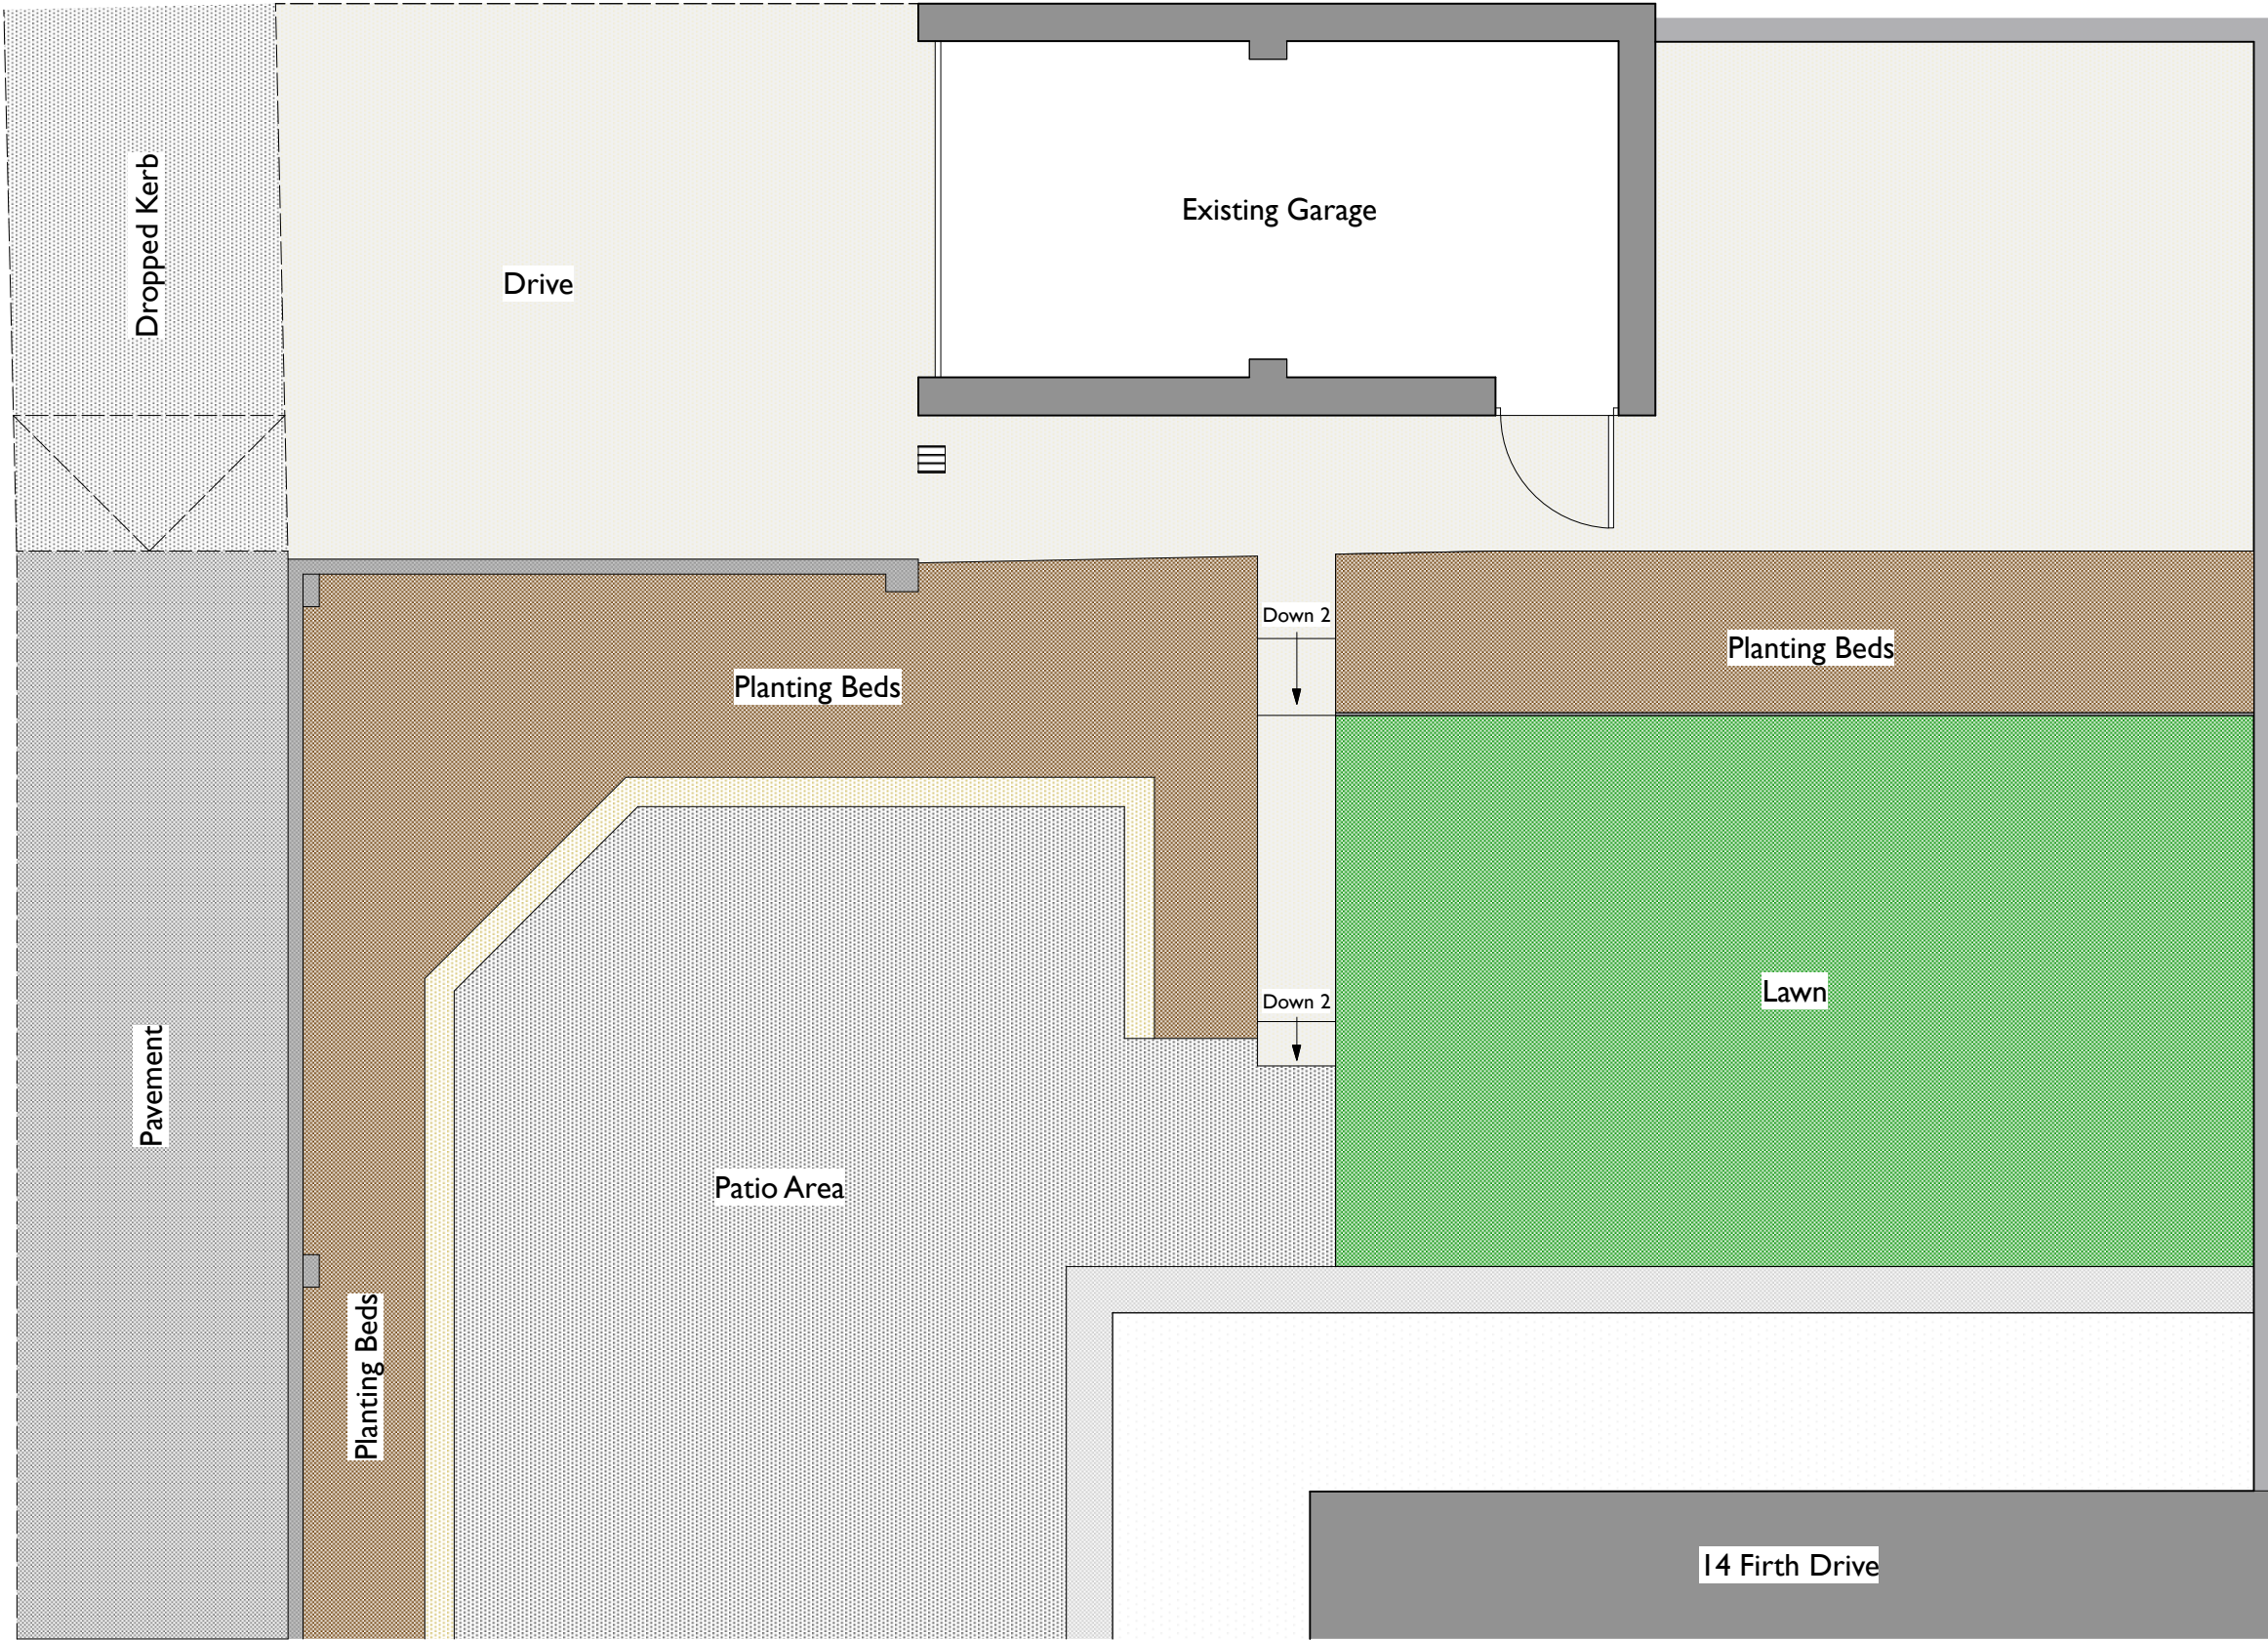 Dropped Kerb
Existing Garage
Drive
Down 2
Planting Beds
Planting Beds
Lawn
Down 2
Pavement
Patio Area
Planting Beds
14 Firth Drive